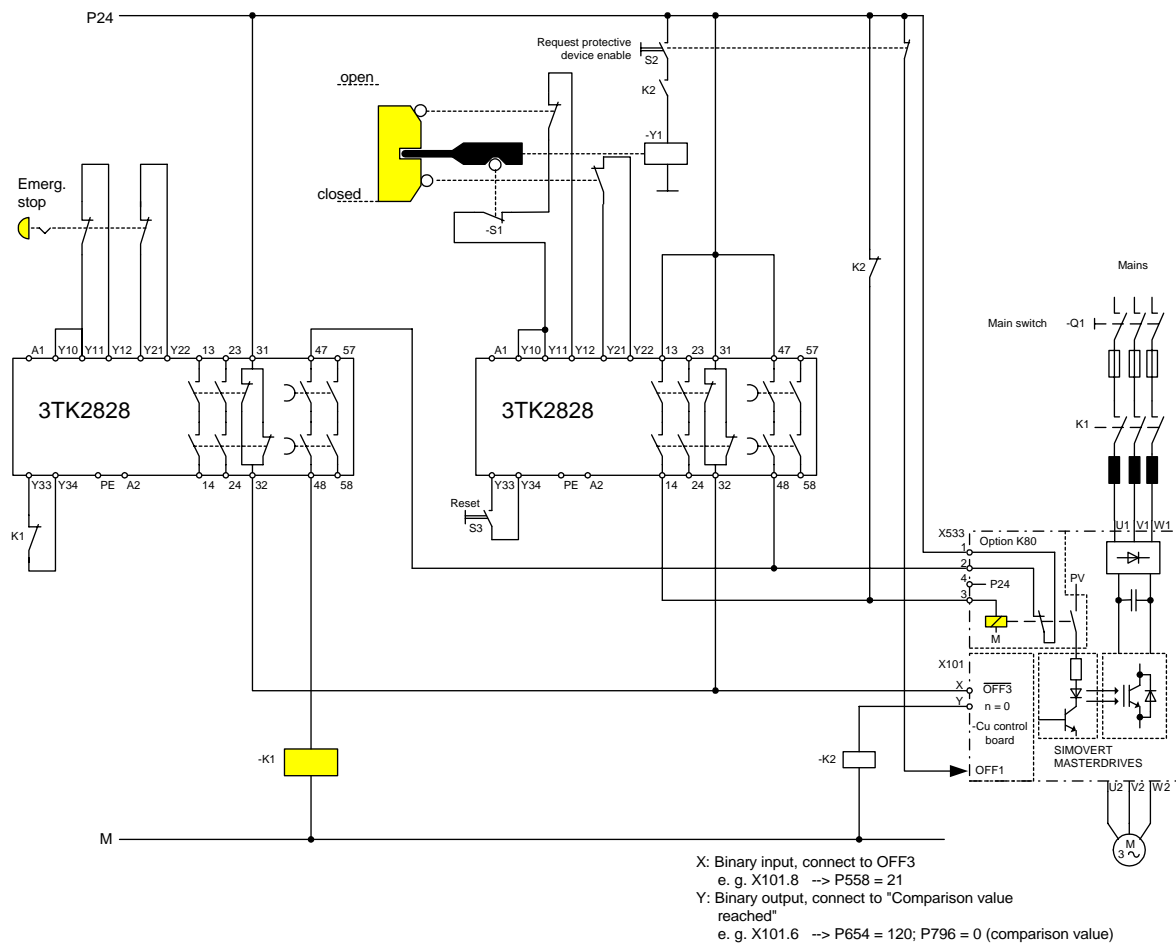 P24
Request protective
device enable
S2
open
K2
-Y1
Emerg.
stop
closed
-S1
K2
Mains
Main switch
-Q1
A1 Y10 Y11 Y12 Y21 Y22 13 23 31 47 57
A1 Y10 Y11 Y12 Y21 Y22 13 23 31 47 57
3TK2828
3TK2828
K1
Y33 Y34 PE A2 14 24 32 48 58
Y33 Y34 PE A2 14 24 32 48 58
Reset
S3
K1
U1 V1 W1
X533
Option K80
1
2
4
P24
3
PV
M
X101
X
OFF3
Y
n = 0
-Cu control
board
OFF1
SIMOVERT
MASTERDRIVES
-K1
-K2
U2 V2 W2
M
3
M
X: Binary input, connect to OFF3
e. g. X101.8 --> P558 = 21
Y: Binary output, connect to "Comparison value
reached"
e. g. X101.6 --> P654 = 120; P796 = 0 (comparison value)